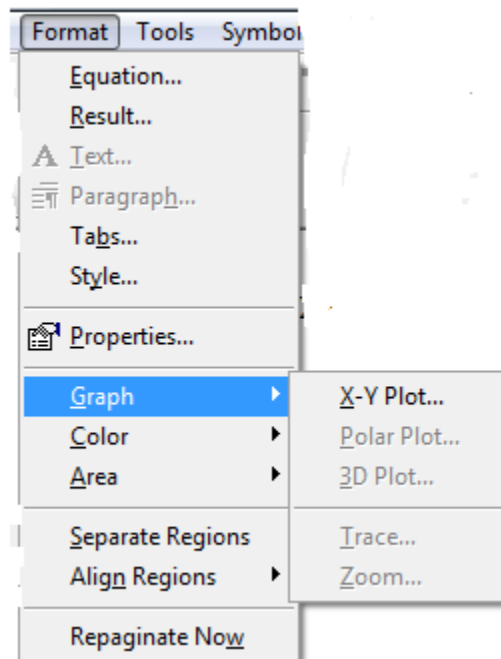 Format Tools Symbol
Equation...
Result...
Text...
Paragraph...
Tabs...
Style...
Properties...
Graph
Color
Area
Separate Regions
Align Regions
Repaginate Now
X-Y Plot...
Polar Plot...
3D Plot...
Trace...
Zoom...